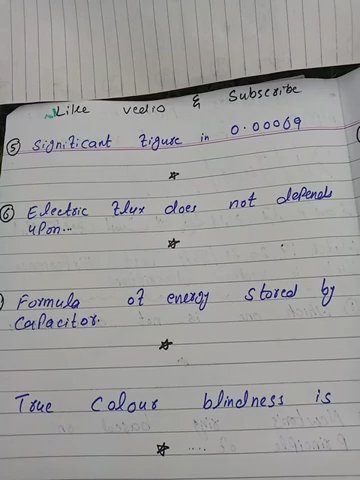 Like vedio & Subscribe
⑤ Significant figure in 0.00069
⑥ Electric flux does not depends
upon...
Formula of energy stored by
Capacitor.
True colour blindness is